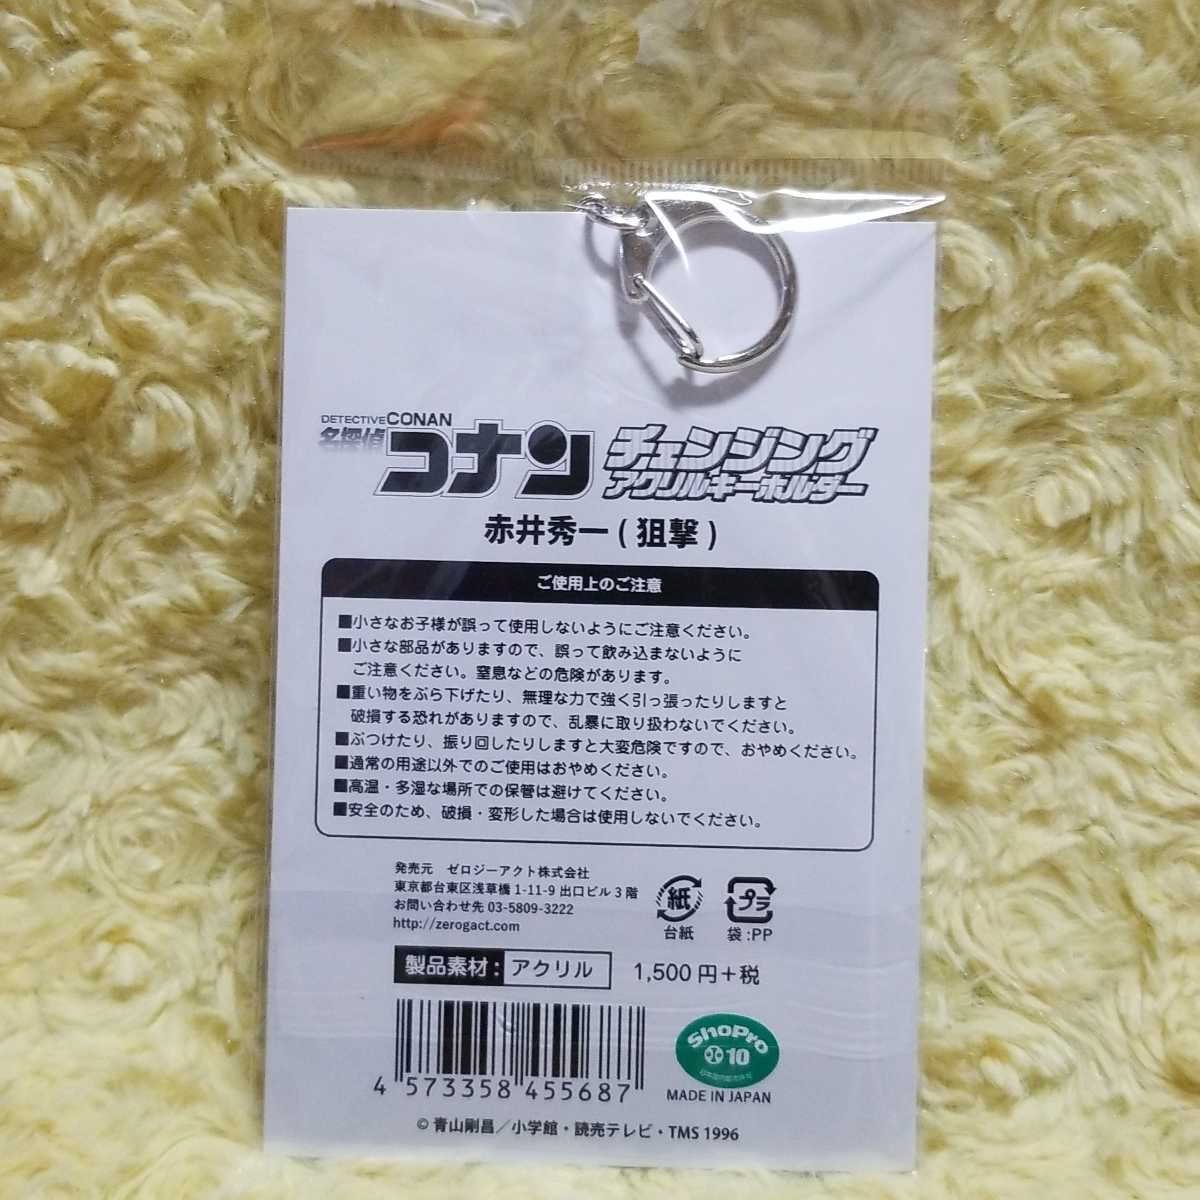 DETECTIVE CONAN
名探偵コナン チェンジング
アクリルキーホルダー
赤井秀一(狙撃)
ご使用上のご注意
■小さなお子様が誤って使用しないようにご注意ください。
■小さな部品がありますので、誤って飲み込まないように
ご注意ください。窒息などの危険があります。
■重い物をぶら下げたり、無理な力で強く引っ張ったりしますと
破損する恐れがありますので、乱暴に取り扱わないでください。
■ぶつけたり、振り回したりしますと大変危険ですので、おやめください。
■通常の用途以外でのご使用はおやめください。
■高温・多湿な場所での保管は避けてください。
■安全のため、破損・変形した場合は使用しないでください。
発売元 ゼロジーアクト株式会社
東京都台東区浅草橋1-11-9 出口ビル3階
お問い合わせ先 03-5809-3222
http://zerogact.com
紙
台紙
プラ
袋:PP
製品素材:アクリル 1,500円+税
4 573358 455687
ShoPro
10
MADE IN JAPAN
© 青山剛昌／小学館・読売テレビ・TMS 1996